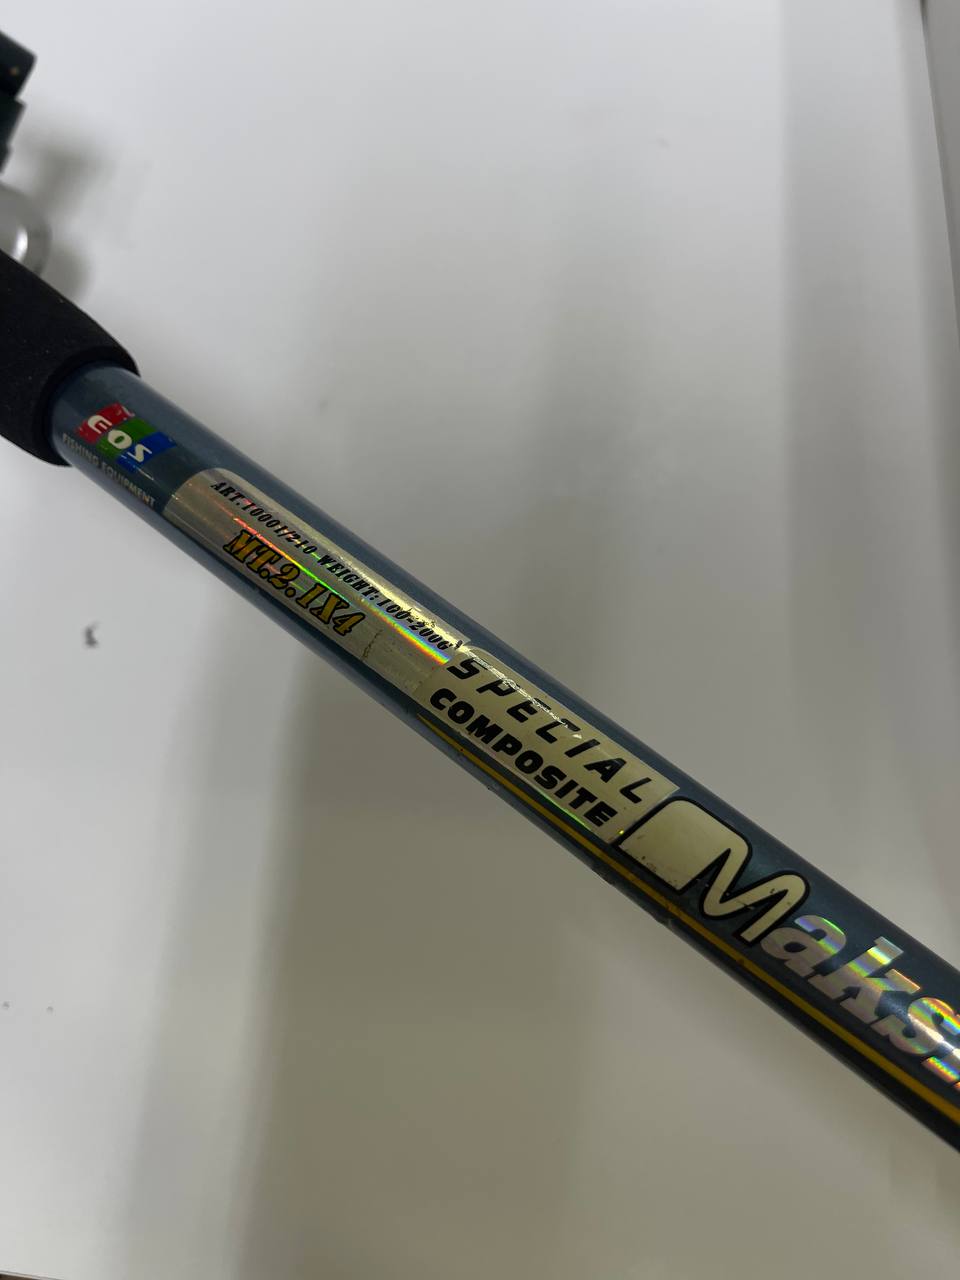 EOS
FISHING EQUIPMENT
ART.10001/210 WEIGHT:100-200G
MT.2.1X4
SPECIAL
COMPOSITE
Maks